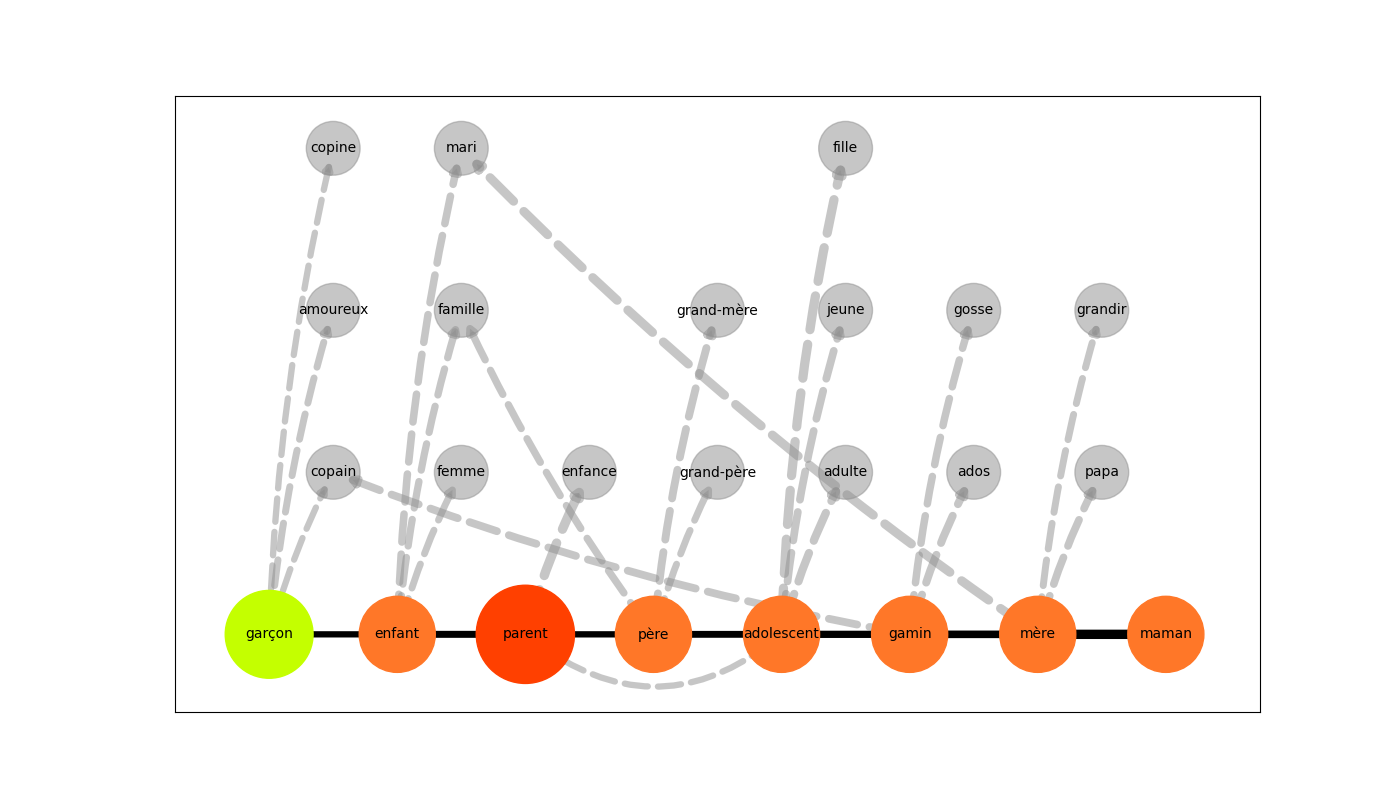 copine
mari
fille
amoureux
famille
grand-mère
jeune
gosse
grandir
copain
femme
enfance
grand-père
adulte
ados
papa
garçon
enfant
parent
père
adolescent
gamin
mère
maman